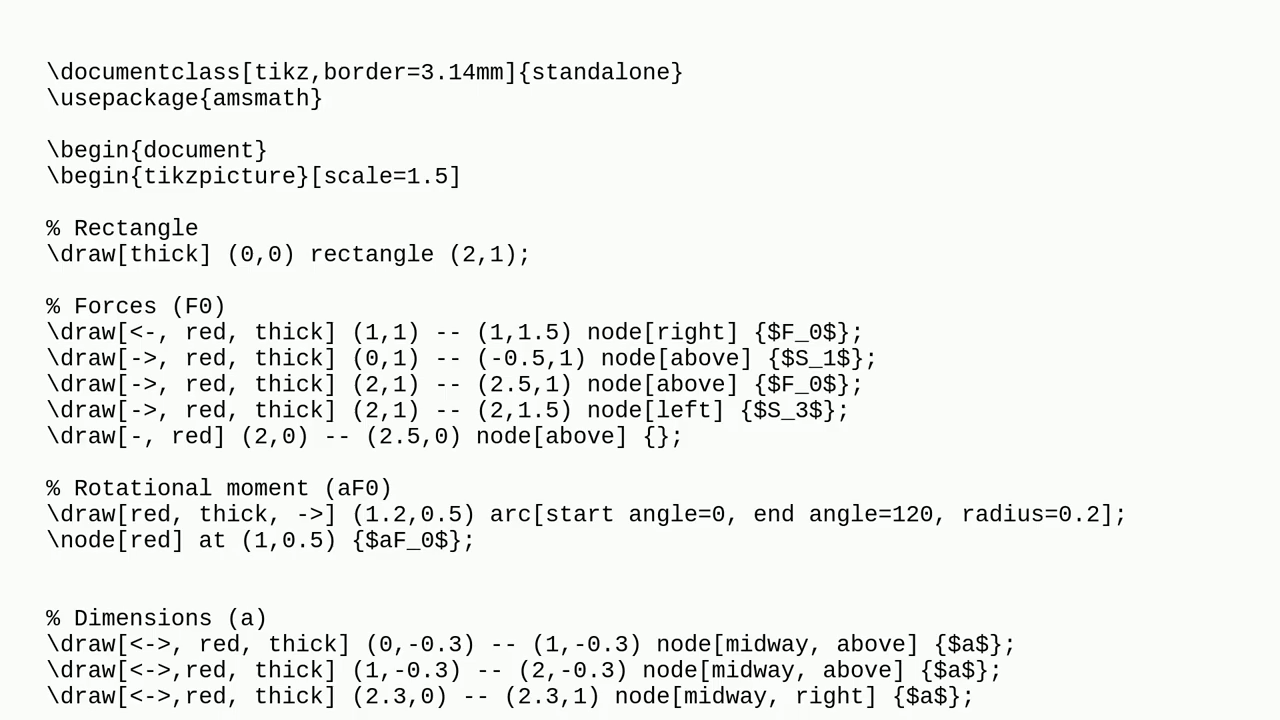 \documentclass[tikz,border=3.14mm]{standalone}
\usepackage{amsmath}
\begin{document}
\begin{tikzpicture}[scale=1.5]
% Rectangle
\draw[thick] (0,0) rectangle (2,1);
% Forces (F0)
\draw[<-, red, thick] (1,1) -- (1,1.5) node[right] {$F_0$};
\draw[->, red, thick] (0,1) -- (-0.5,1) node[above] {$S_1$};
\draw[->, red, thick] (2,1) -- (2.5,1) node[above] {$F_0$};
\draw[->, red, thick] (2,1) -- (2,1.5) node[left] {$S_3$};
\draw[-, red] (2,0) -- (2.5,0) node[above] {};
% Rotational moment (aF0)
\draw[red, thick, ->] (1.2,0.5) arc[start angle=0, end angle=120, radius=0.2];
\node[red] at (1,0.5) {$aF_0$};
% Dimensions (a)
\draw[<->, red, thick] (0,-0.3) -- (1,-0.3) node[midway, above] {$a$};
\draw[<->,red, thick] (1,-0.3) -- (2,-0.3) node[midway, above] {$a$};
\draw[<->,red, thick] (2.3,0) -- (2.3,1) node[midway, right] {$a$};